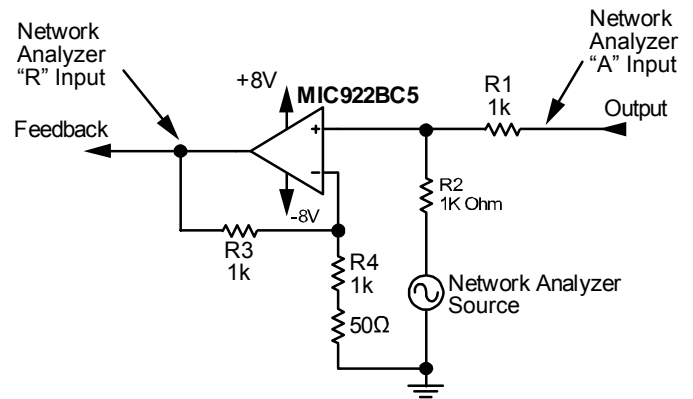 Network
Analyzer
“R” Input
Network
Analyzer
“A” Input
+8V
MIC922BC5
R1
1k
Feedback
Output
+
−
R2
1K Ohm
-8V
R3
1k
R4
1k
Network Analyzer
Source
50Ω